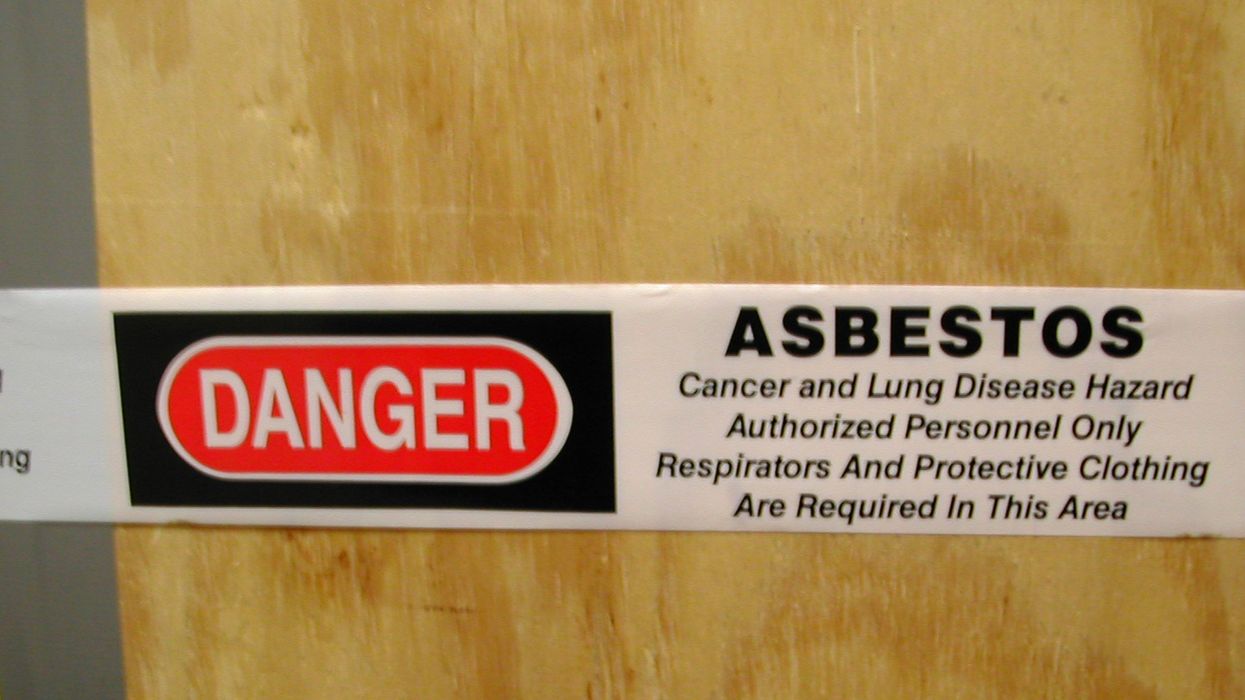 ng
DANGER
ASBESTOS
Cancer and Lung Disease Hazard
Authorized Personnel Only
Respirators And Protective Clothing
Are Required In This Area